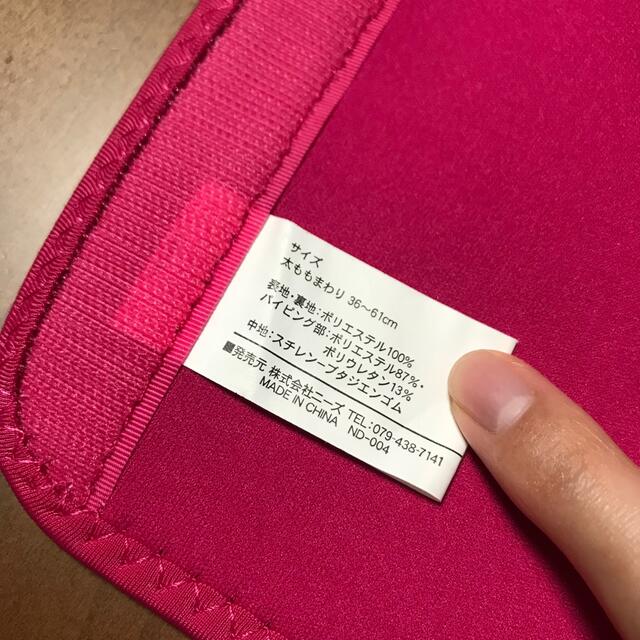 サイズ
太ももまわり 36〜61cm
表地・裏地:ポリエステル100%
パイピング部:ポリエステル87%・
ポリウレタン13%
中地:スチレンーブタジエンゴム
■発売元 株式会社ニーズ TEL:079-438-7141
MADE IN CHINA ND-004